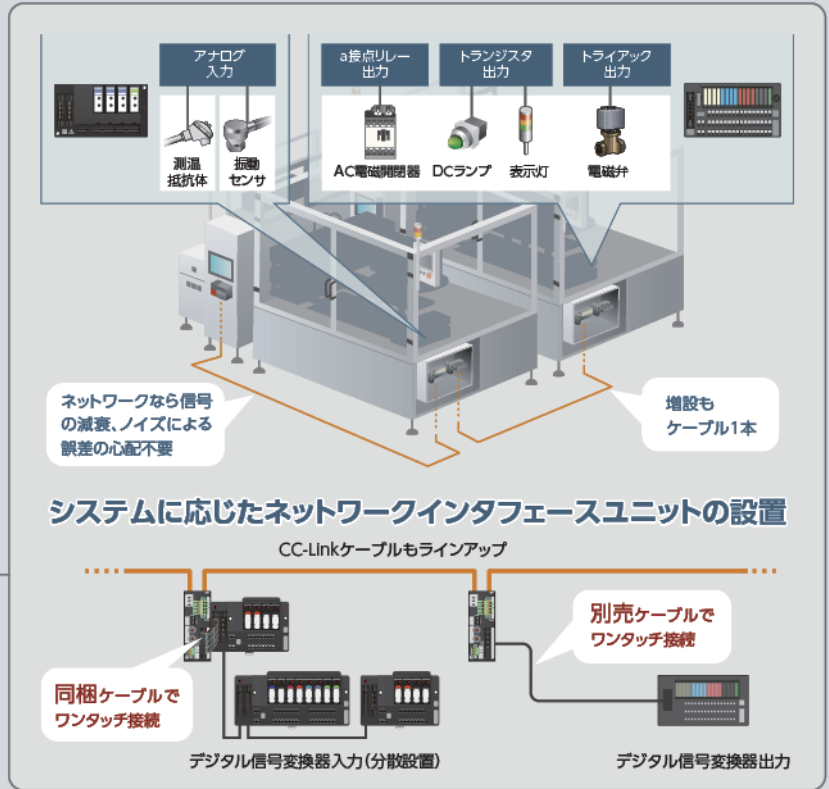 アナログ
入力
測温
抵抗体
振動
センサ
a接点リレー
出力
トランジスタ
出力
トライアック
出力
AC電磁開閉器
DCランプ
表示灯
電磁弁
ネットワークなら信号
の減衰、ノイズによる
誤差の心配不要
増設も
ケーブル1本
システムに応じたネットワークインタフェースユニットの設置
CC-Linkケーブルもラインアップ
同梱ケーブルで
ワンタッチ接続
別売ケーブルで
ワンタッチ接続
デジタル信号変換器入力(分散設置)
デジタル信号変換器出力